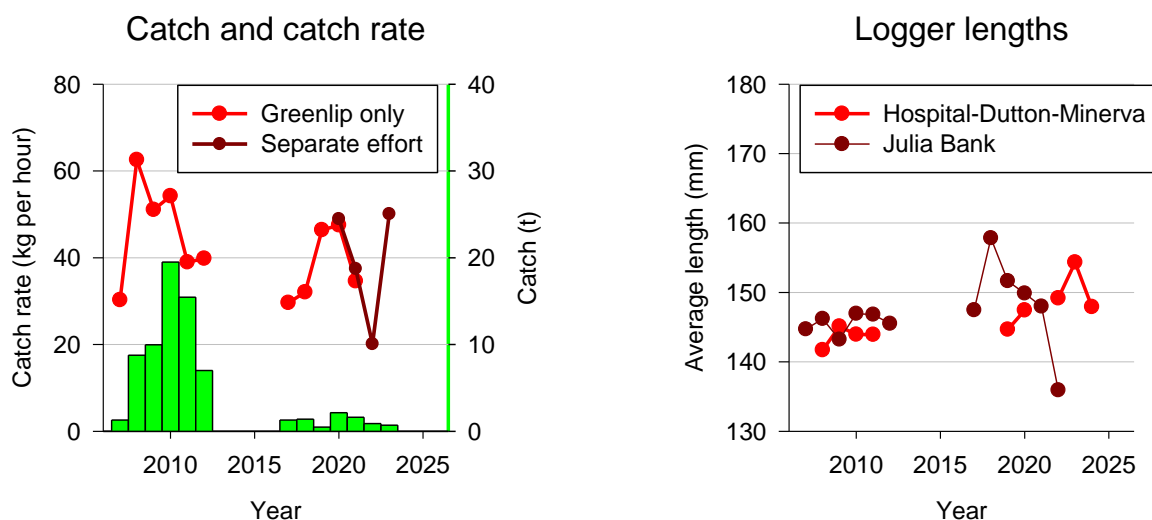 Catch and catch rate
80
60
40
20
0
Catch rate (kg per hour)
Greenlip only
Separate effort
40
30
20
10
0
Catch (t)
2010 2015 2020 2025
Year
Logger lengths
180
170
160
150
140
130
Average length (mm)
Hospital-Dutton-Minerva
Julia Bank
2010 2015 2020 2025
Year